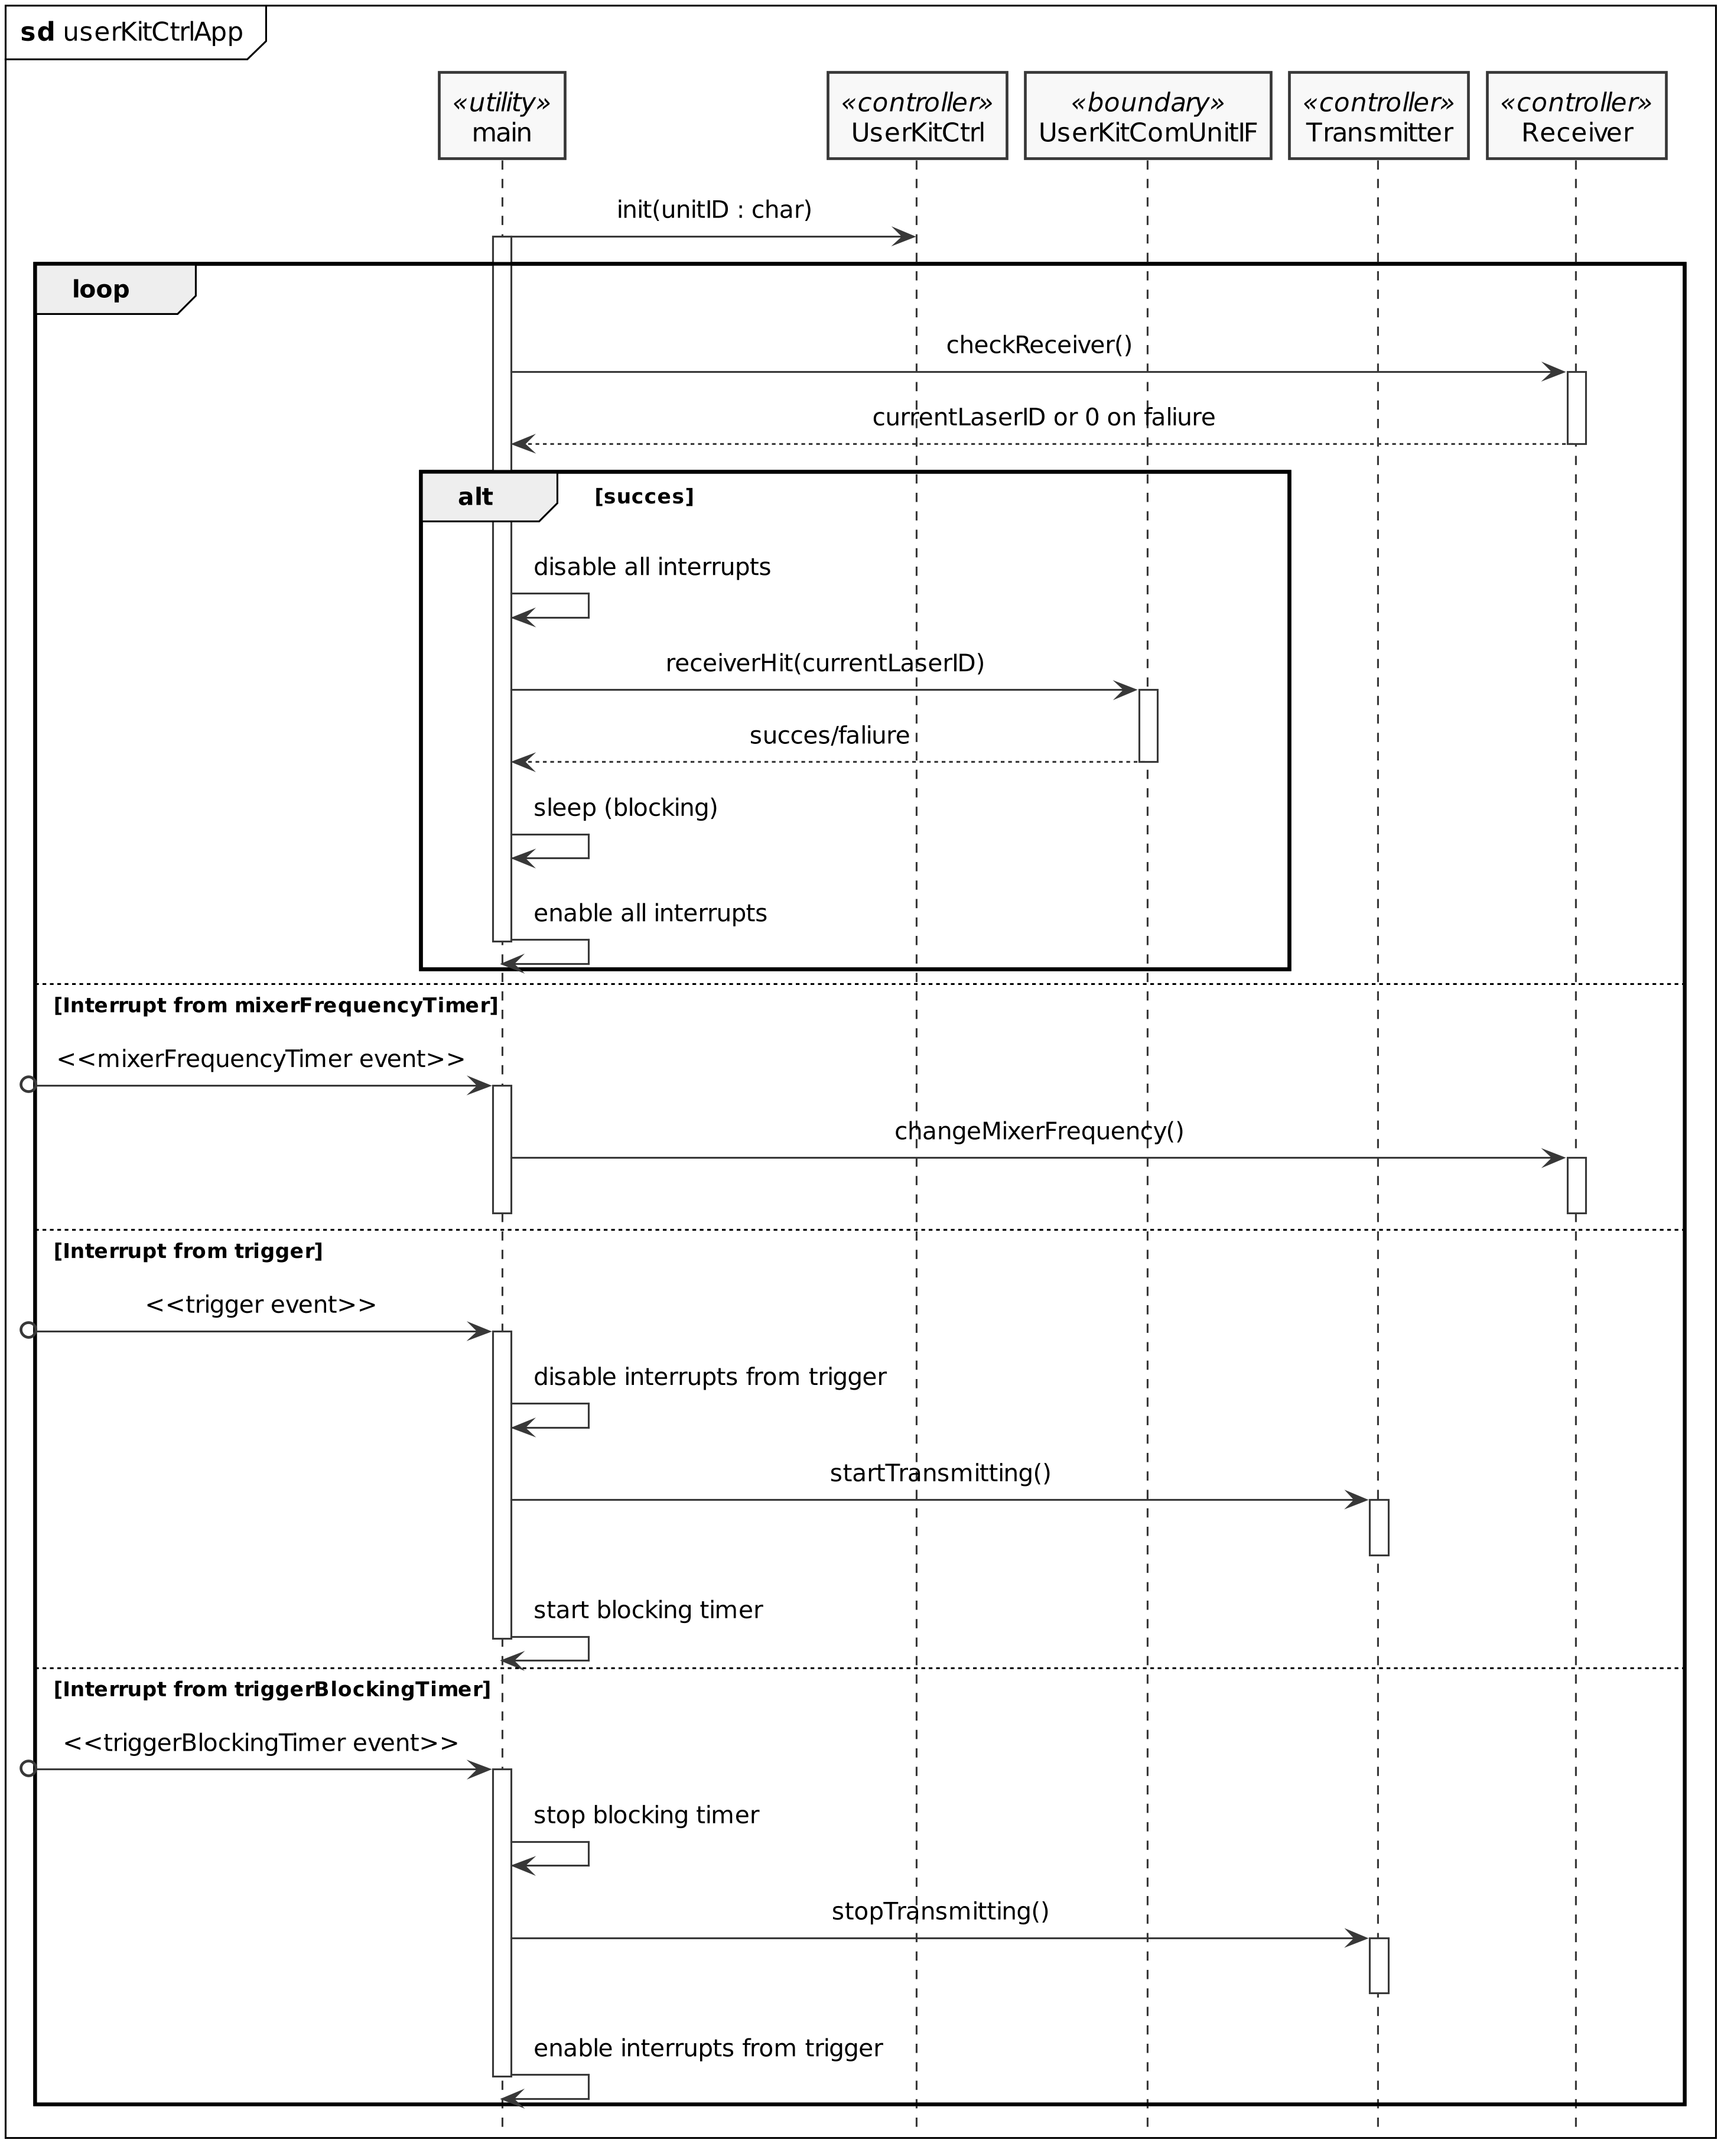 sd userKitCtrlApp
«utility»
main
«controller»
UserKitCtrl
«boundary»
UserKitComUnitIF
«controller»
Transmitter
«controller»
Receiver
init(unitID : char)
loop
checkReceiver()
currentLaserID or 0 on faliure
alt
[succes]
disable all interrupts
receiverHit(currentLaserID)
succes/faliure
sleep (blocking)
enable all interrupts
[Interrupt from mixerFrequencyTimer]
<<mixerFrequencyTimer event>>
changeMixerFrequency()
[Interrupt from trigger]
<<trigger event>>
disable interrupts from trigger
startTransmitting()
start blocking timer
[Interrupt from triggerBlockingTimer]
<<triggerBlockingTimer event>>
stop blocking timer
stopTransmitting()
enable interrupts from trigger